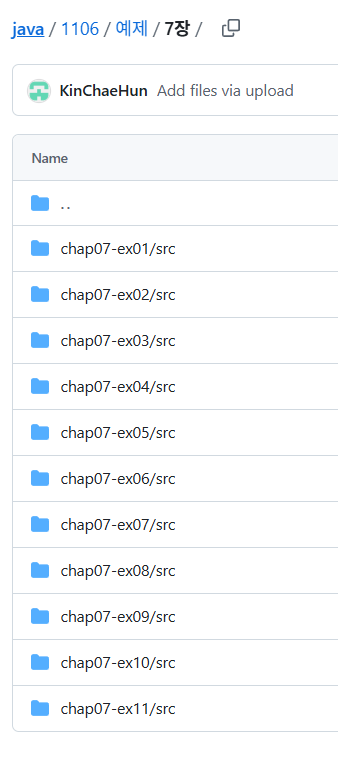 java / 1106 / 예제 / 7장 /
KinChaeHun Add files via upload
Name
..
chap07-ex01/src
chap07-ex02/src
chap07-ex03/src
chap07-ex04/src
chap07-ex05/src
chap07-ex06/src
chap07-ex07/src
chap07-ex08/src
chap07-ex09/src
chap07-ex10/src
chap07-ex11/src